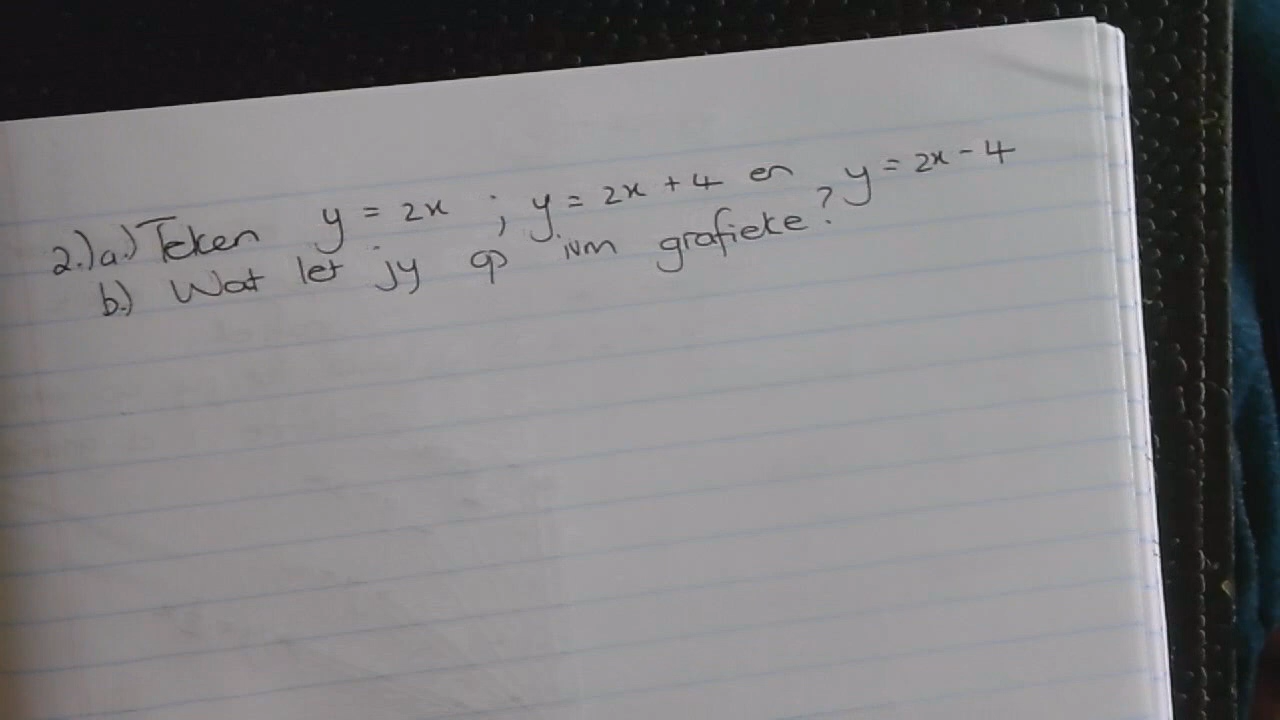 2.) a.) Teken y = 2x ; y = 2x + 4 en y = 2x - 4
b.) Wat let jy op ivm grafieke?